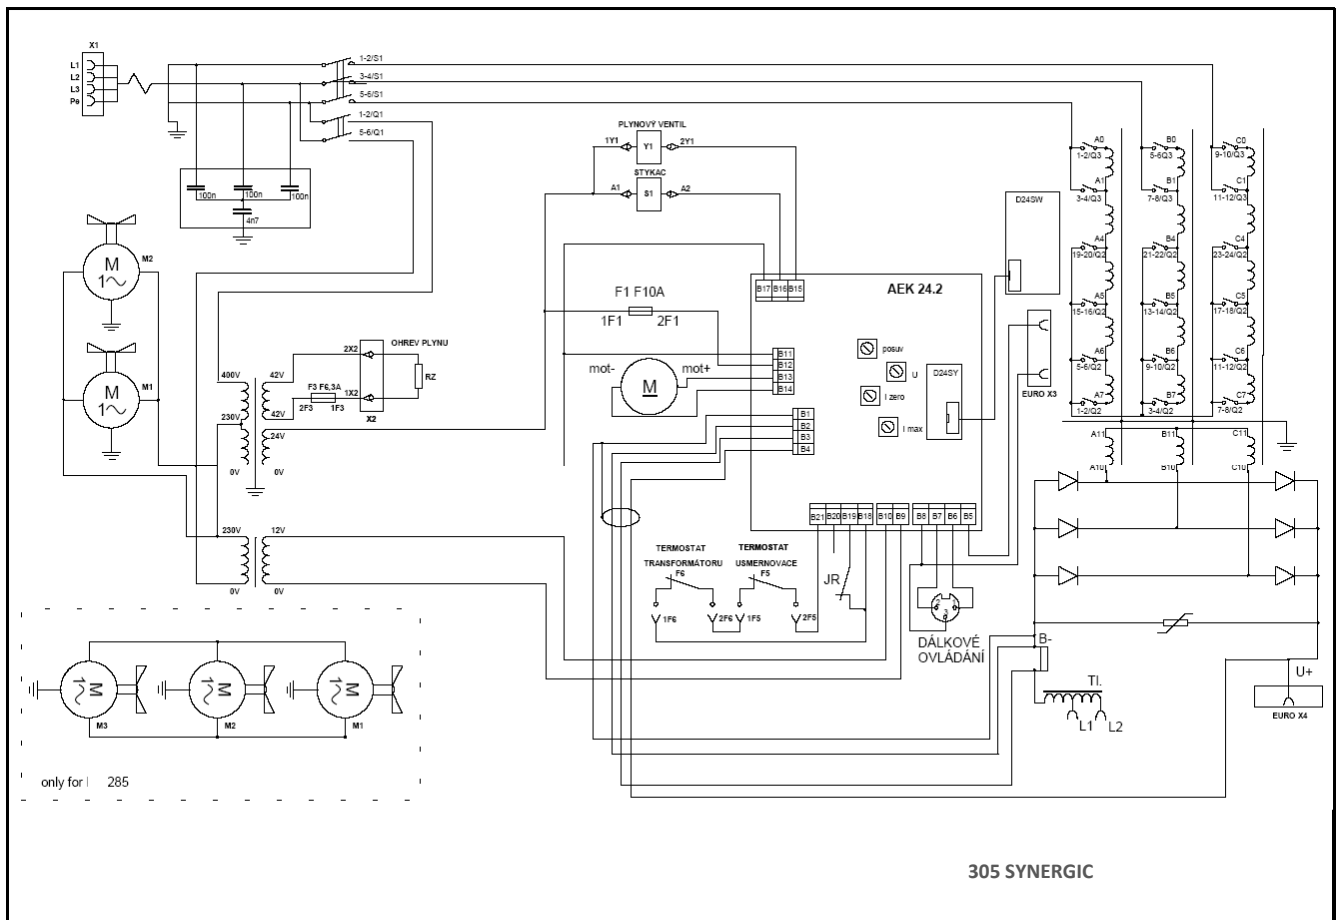 X1
L1
L2
L3
Pe
1-2/S1
3-4/S1
5-6/S1
1-2/Q1
5-6/Q1
100n
100n
100n
4n7
M2
M
1
M1
M
1
PLYNOVÝ VENTIL
1Y1
Y1
2Y1
STYKAC
A1
S1
A2
D24SW
A0
1-2/Q3
A1
3-4/Q3
A4
19-20/Q2
A5
15-16/Q2
A6
5-6/Q2
A7
1-2/Q2
B0
5-6Q3
B1
7-8/Q3
B4
21-22/Q2
B5
13-14/Q2
B6
9-10/Q2
B7
3-4/Q2
C0
9-10/Q3
C1
11-12/Q3
C4
23-24/Q2
C5
17-18/Q2
C6
11-12/Q2
C7
7-8/Q2
A11
A10
B11
B10
C11
C10
AEK 24.2
B17
B16
B15
F1 F10A
1F1
2F1
B11
B12
B13
B14
mot-
M
mot+
posuv
U
I zero
I max
D24SY
EURO X3
B1
B2
B3
B4
B21
B20
B19
B18
B10
B9
B8
B7
B6
B5
OHREV PLYNU
400V
42V
2X2
RZ
F3 F6,3A
2F3
1F3
1X2
X2
230V
42V
24V
0V
0V
230V
12V
0V
0V
TERMOSTAT
TRANSFORMÁTORU
F6
1F6
2F6
TERMOSTAT
USMERNOVACE
F5
1F5
2F5
JR
2
1
3
DÁLKOVÉ
OVLÁDÁNÍ
B-
Tl.
L1
L2
U+
EURO X4
M
1
M3
M
1
M2
M
1
M1
only for
285
305 SYNERGIC